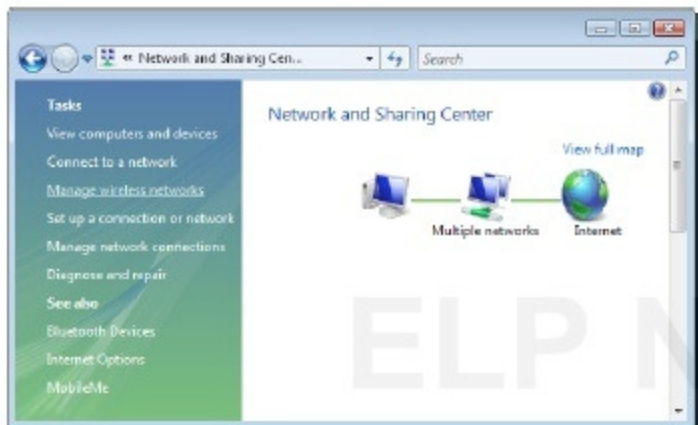 « Network and Sharing Cen...
Search
Tasks
View computers and devices
Connect to a network
Manage wireless networks
Set up a connection or network
Manage network connections
Diagnose and repair
See also
Bluetooth Devices
Internet Options
MobileMe
Network and Sharing Center
View full map
Multiple networks
Internet
ELP N